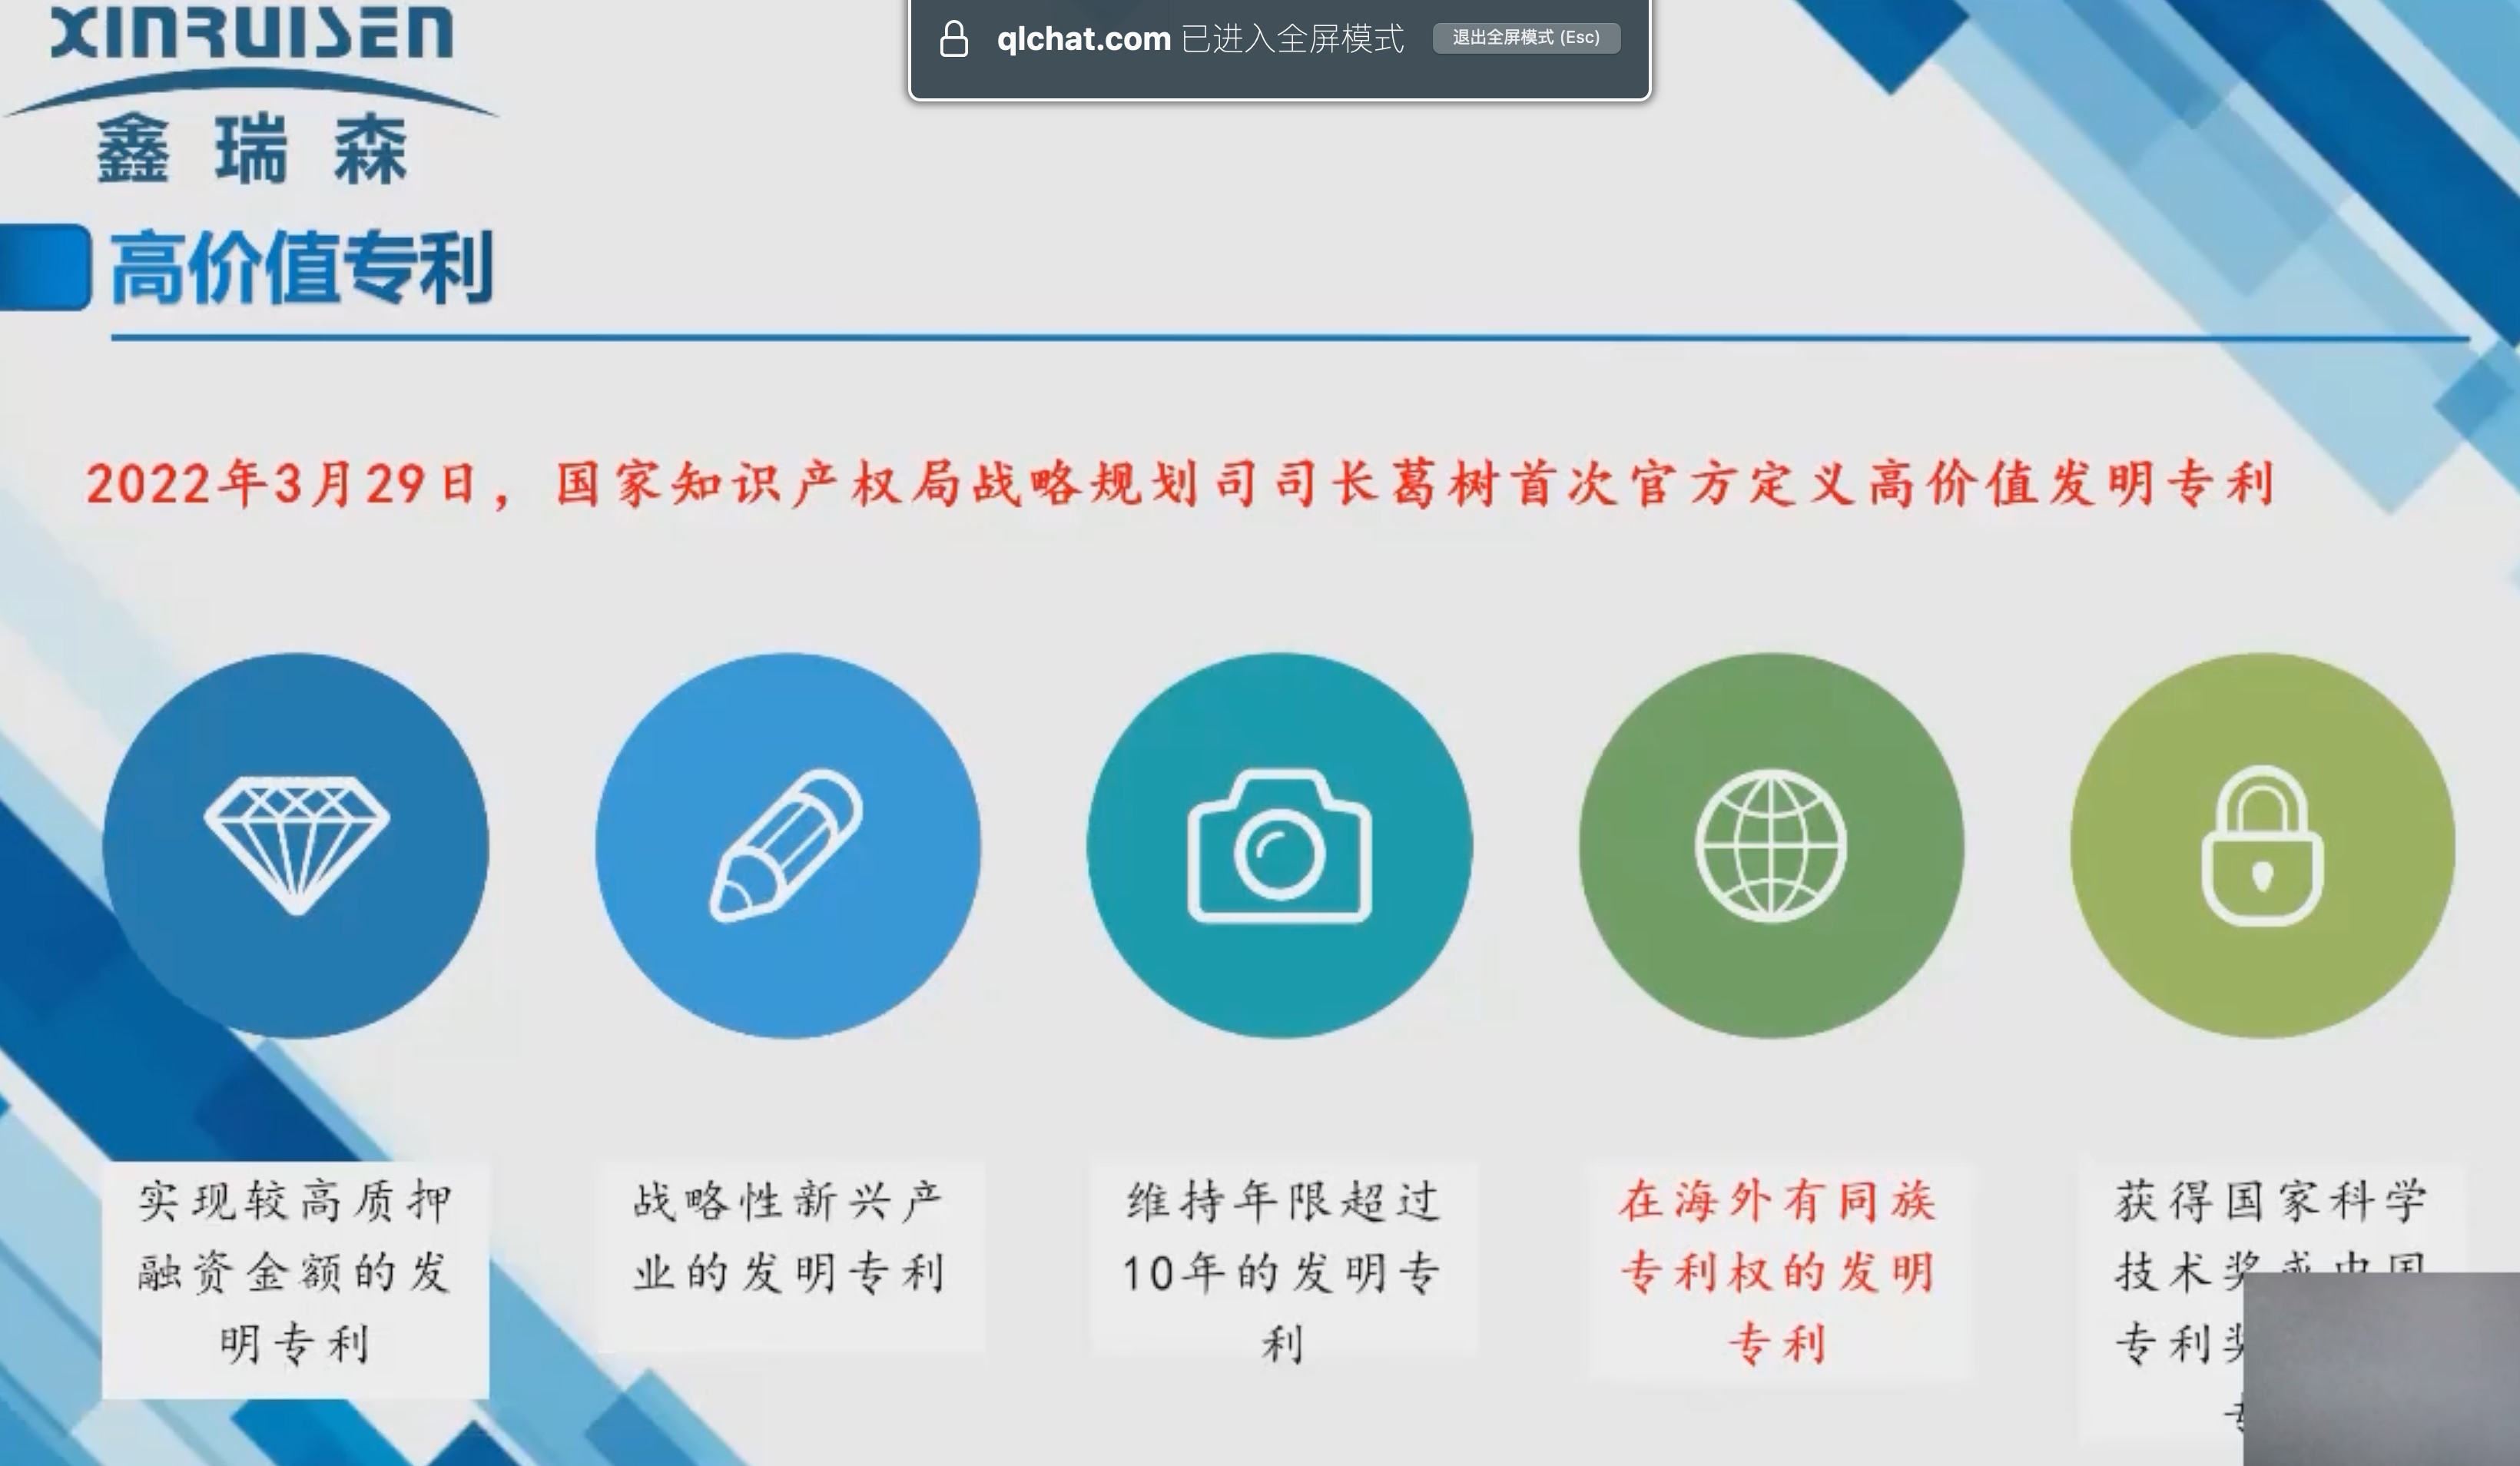 XINRUISEN
鑫瑞森
qlchat.com 已进入全屏模式 退出全屏模式 (Esc)
高价值专利
2022年3月29日，国家知识产权局战略规划司司长葛树首次官方定义高价值发明专利
实现较高质押
融资金额的发
明专利
战略性新兴产
业的发明专利
维持年限超过
10年的发明专
利
在海外有同族
专利权的发明
专利
获得国家科学
技术奖或中国
专利奖